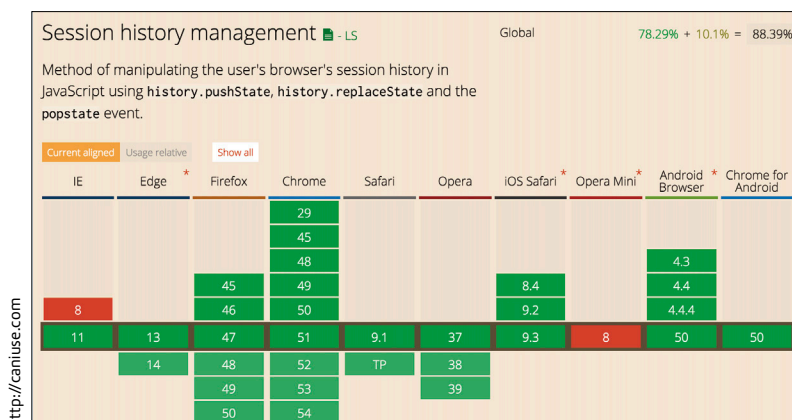 Session history management - LS
Global
78.29% + 10.1% = 88.39%
Method of manipulating the user's browser's session history in
JavaScript using history.pushState, history.replaceState and the
popstate event.
Current aligned Usage relative Show all
IE Edge * Firefox Chrome Safari Opera iOS Safari * Opera Mini * Android Browser * Chrome for Android
29
45
48 4.3
45 49 8.4 4.4
8 46 50 9.2 4.4.4
11 13 47 51 9.1 37 9.3 8 50 50
14 48 52 TP 38
49 53 39
50 54
ttp://caniuse.com